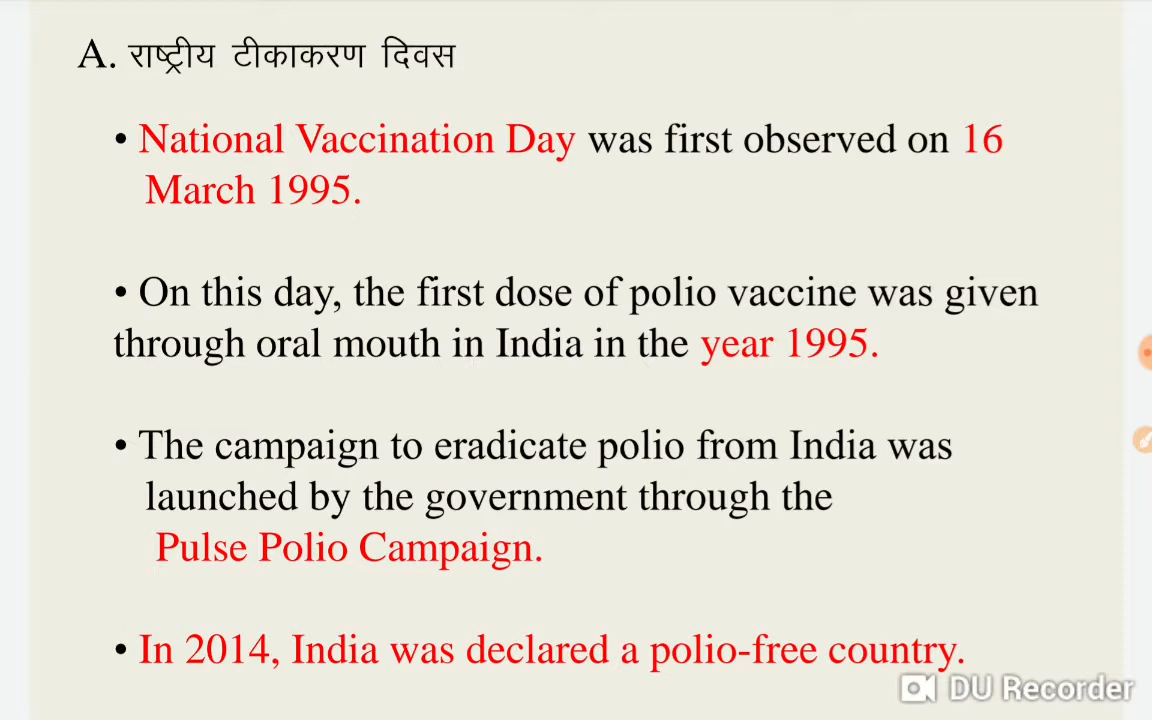 A. राष्ट्रीय टीकाकरण दिवस
• National Vaccination Day was first observed on 16
March 1995.
• On this day, the first dose of polio vaccine was given
through oral mouth in India in the year 1995.
• The campaign to eradicate polio from India was
launched by the government through the
Pulse Polio Campaign.
• In 2014, India was declared a polio-free country.
DU Recorder